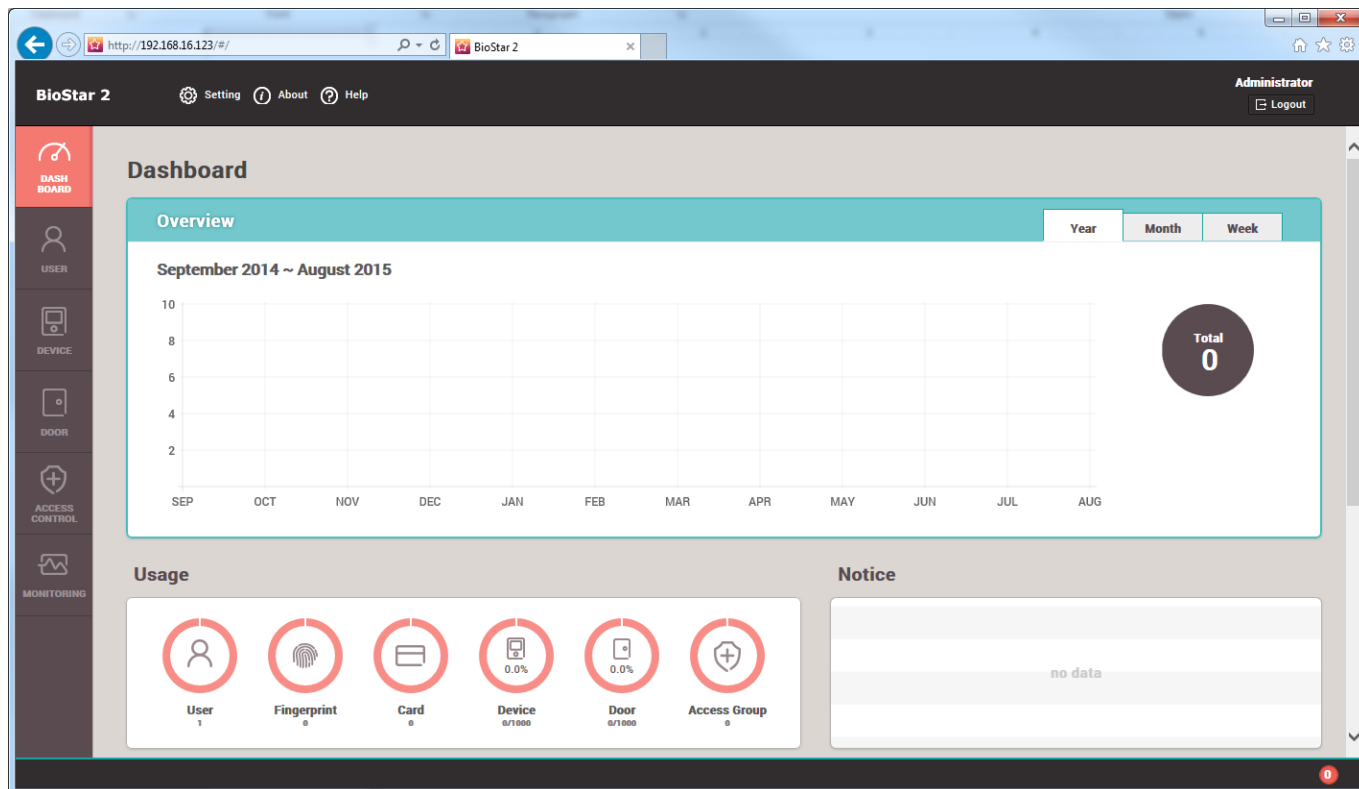 http://192.168.16.123/#/
BioStar 2
BioStar 2
Setting
About
Help
Administrator
Logout
DASH
BOARD
USER
DEVICE
DOOR
ACCESS
CONTROL
MONITORING
Dashboard
Overview
Year Month Week
September 2014 ~ August 2015
10
8
6
4
2
SEP OCT NOV DEC JAN FEB MAR APR MAY JUN JUL AUG
Total
0
Usage
0.0% 0.0%
User Fingerprint Card Device Door Access Group
1 0 0 0/1000 0/1000 0
Notice
no data
0